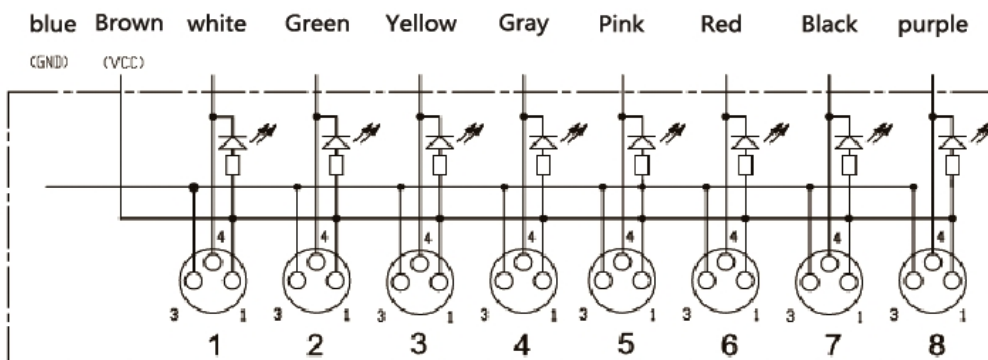 blue Brown white Green Yellow Gray Pink Red Black purple
(GND) (VCC)
4 4 4 4 4 4 4 4
3 1 3 1 3 1 3 1 3 1 3 1 3 1 3 1
1 2 3 4 5 6 7 8